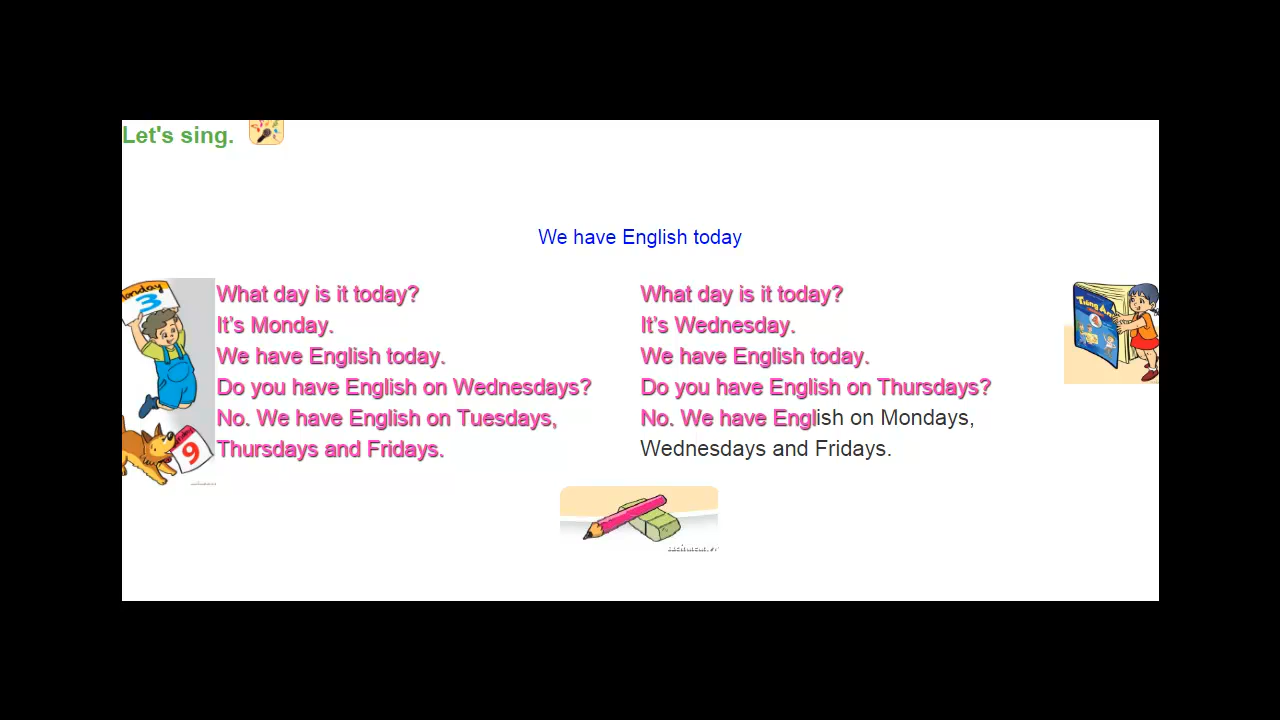 Let's sing.
We have English today
What day is it today?
It's Monday.
We have English today.
Do you have English on Wednesdays?
No. We have English on Tuesdays,
Thursdays and Fridays.
What day is it today?
It's Wednesday.
We have English today.
Do you have English on Thursdays?
No. We have English on Mondays,
Wednesdays and Fridays.
3
9